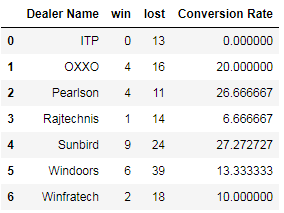 Dealer Name win lost Conversion Rate
0 ITP 0 13 0.000000
1 OXXO 4 16 20.000000
2 Pearlson 4 11 26.666667
3 Rajtechnis 1 14 6.666667
4 Sunbird 9 24 27.272727
5 Windoors 6 39 13.333333
6 Winfratech 2 18 10.000000